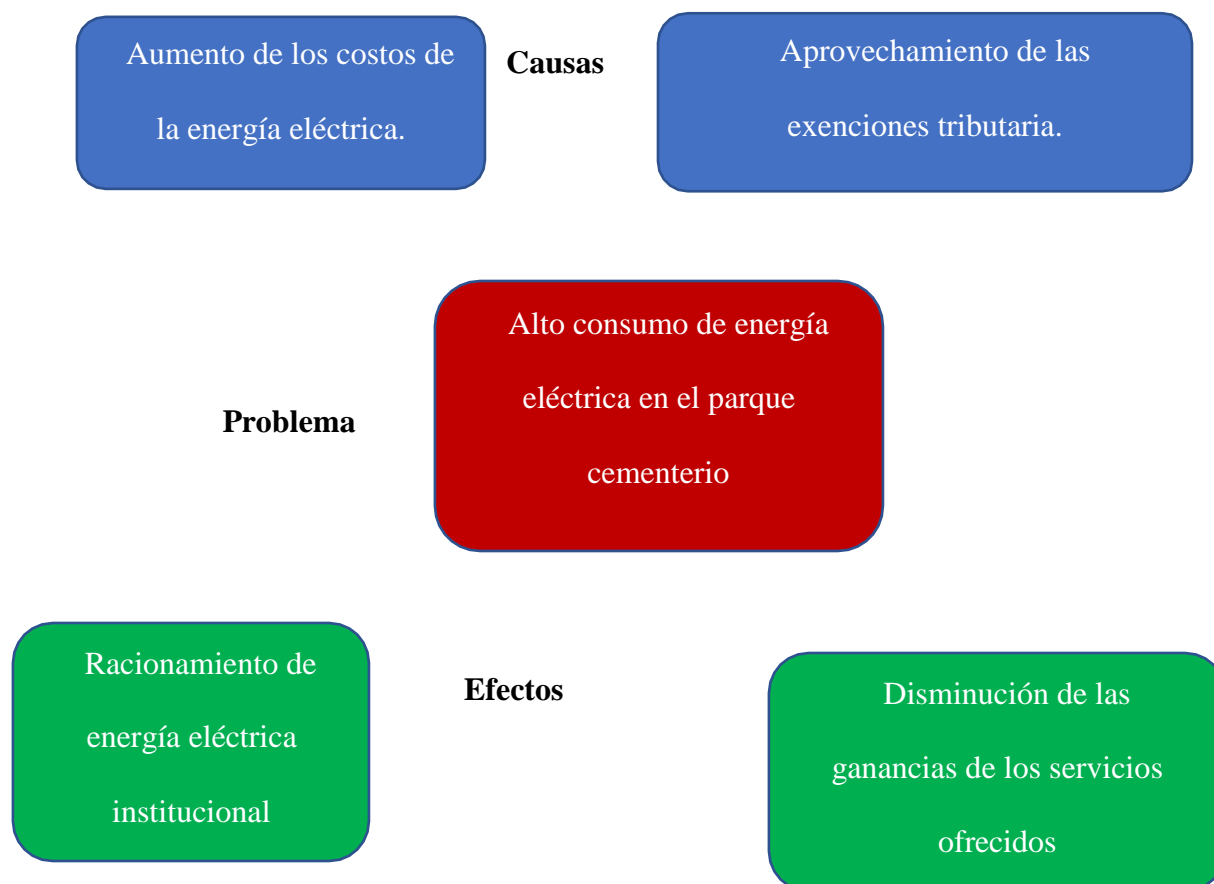 Aumento de los costos de
la energía eléctrica.
Causas
Aprovechamiento de las
exenciones tributaria.
Problema
Alto consumo de energía
eléctrica en el parque
cementerio
Racionamiento de
energía eléctrica
institucional
Efectos
Disminución de las
ganancias de los servicios
ofrecidos